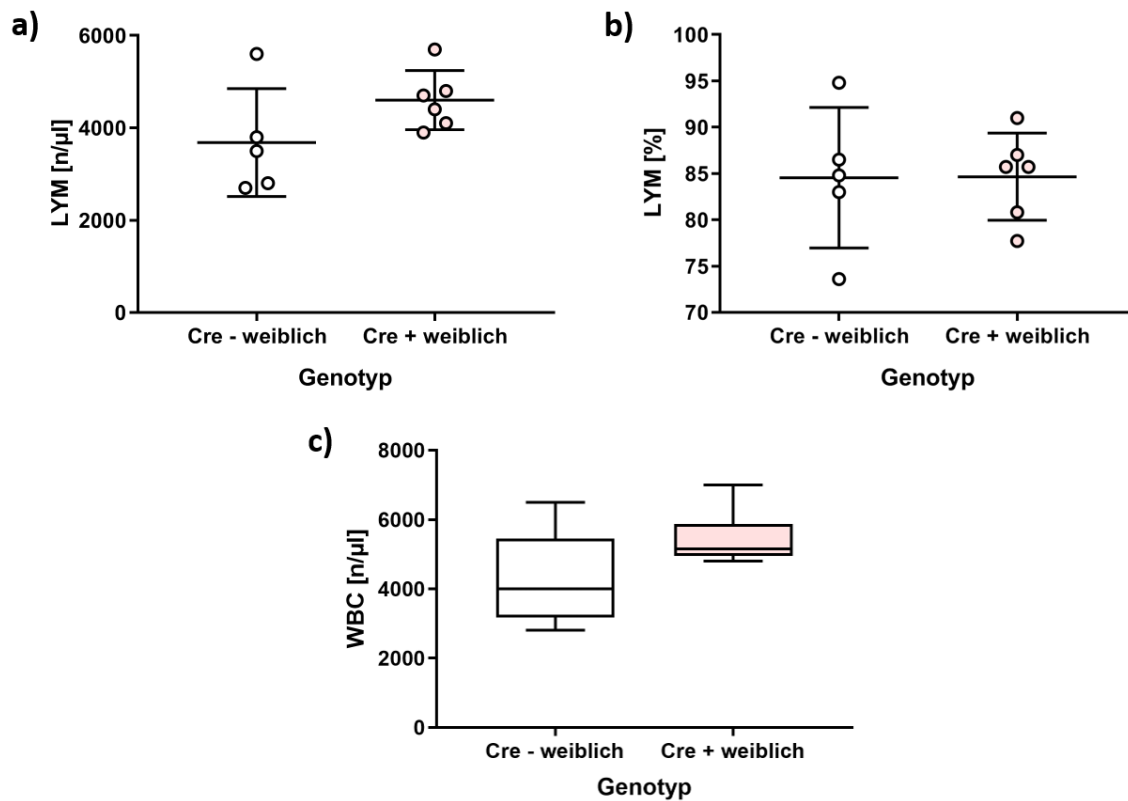 a)
LYM [n/µl]
6000
4000
2000
0
Cre - weiblich
Cre + weiblich
Genotyp
b)
LYM [%]
100
95
90
85
80
75
70
Cre - weiblich
Cre + weiblich
Genotyp
c)
WBC [n/µl]
8000
6000
4000
2000
0
Cre - weiblich
Cre + weiblich
Genotyp